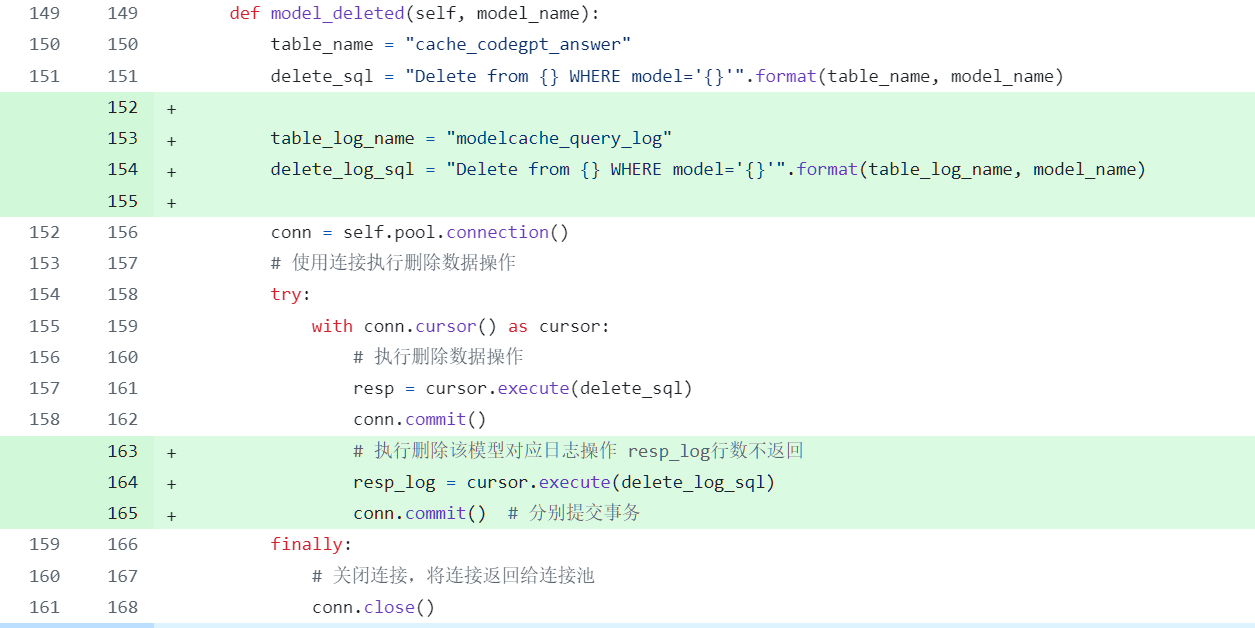 149 149 def model_deleted(self, model_name):
150 150 table_name = "cache_codegpt_answer"
151 151 delete_sql = "Delete from {} WHERE model='{}'".format(table_name, model_name)
152 +
153 + table_log_name = "modelcache_query_log"
154 + delete_log_sql = "Delete from {} WHERE model='{}'".format(table_log_name, model_name)
155 +
152 156 conn = self.pool.connection()
153 157 # 使用连接执行删除数据操作
154 158 try:
155 159 with conn.cursor() as cursor:
156 160 # 执行删除数据操作
157 161 resp = cursor.execute(delete_sql)
158 162 conn.commit()
163 + # 执行删除该模型对应日志操作 resp_log行数不返回
164 + resp_log = cursor.execute(delete_log_sql)
165 + conn.commit()  # 分别提交事务
159 166 finally:
160 167 # 关闭连接，将连接返回给连接池
161 168 conn.close()